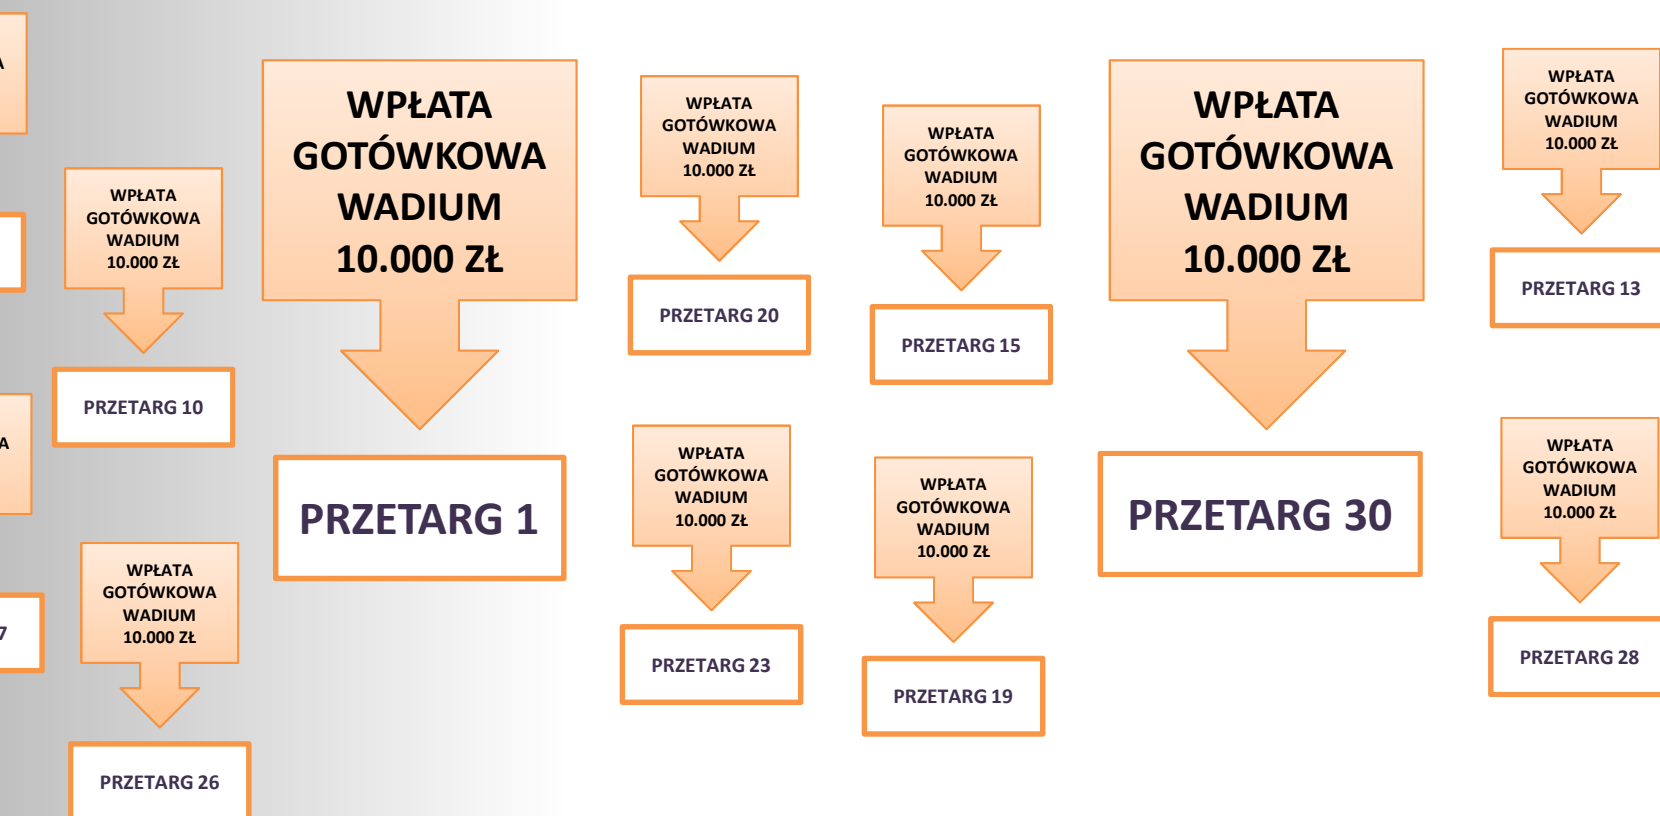 A
A
7
WPŁATA
GOTÓWKOWA
WADIUM
10.000 ZŁ
PRZETARG 10
WPŁATA
GOTÓWKOWA
WADIUM
10.000 ZŁ
PRZETARG 26
WPŁATA
GOTÓWKOWA
WADIUM
10.000 ZŁ
PRZETARG 1
WPŁATA
GOTÓWKOWA
WADIUM
10.000 ZŁ
PRZETARG 20
WPŁATA
GOTÓWKOWA
WADIUM
10.000 ZŁ
PRZETARG 23
WPŁATA
GOTÓWKOWA
WADIUM
10.000 ZŁ
PRZETARG 15
WPŁATA
GOTÓWKOWA
WADIUM
10.000 ZŁ
PRZETARG 19
WPŁATA
GOTÓWKOWA
WADIUM
10.000 ZŁ
PRZETARG 30
WPŁATA
GOTÓWKOWA
WADIUM
10.000 ZŁ
PRZETARG 13
WPŁATA
GOTÓWKOWA
WADIUM
10.000 ZŁ
PRZETARG 28